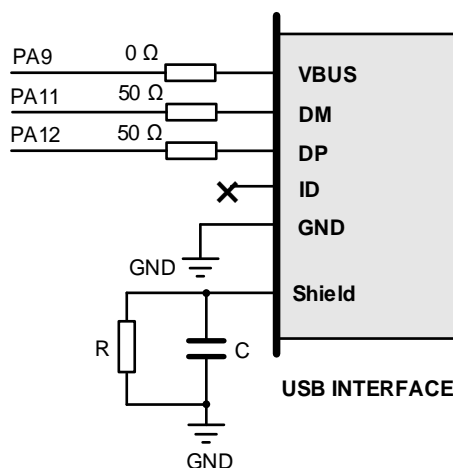 PA9 0 Ω
VBUS
PA11 50 Ω
DM
PA12 50 Ω
DP
ID
GND
GND
Shield
R
C
USB INTERFACE
GND